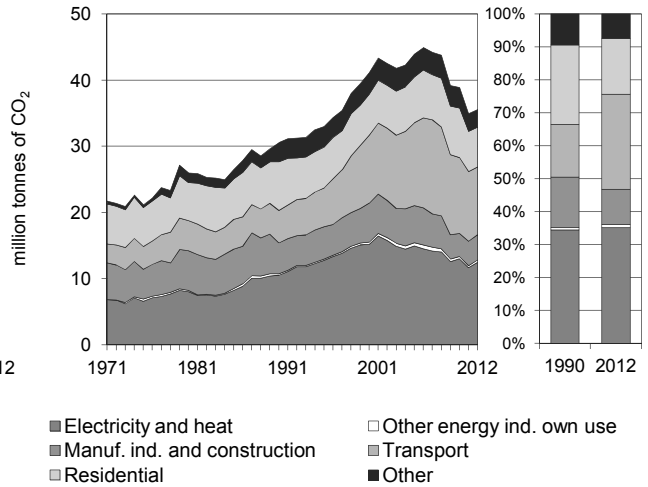 million tonnes of CO2
50
40
30
20
10
0
12
1971 1981 1991 2001 2012
100%
90%
80%
70%
60%
50%
40%
30%
20%
10%
0%
1990 2012
Electricity and heat
Other energy ind. own use
Manuf. ind. and construction
Transport
Residential
Other